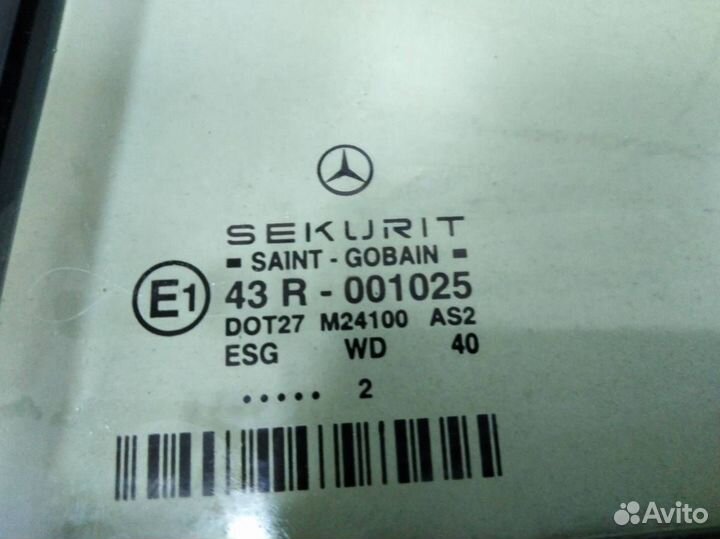 SEKURIT
SAINT - GOBAIN
E1 43 R - 001025
DOT27 M24100 AS2
ESG WD 40
..... 2
Avito